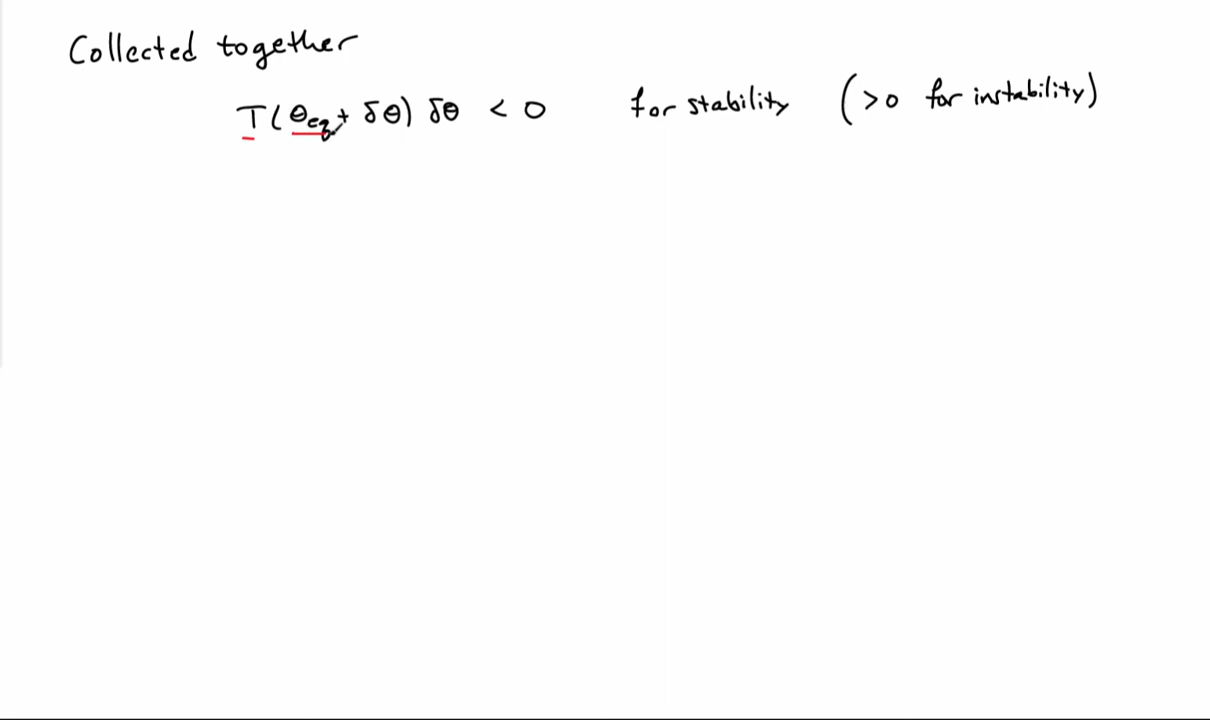 Collected together
T(θeq + δθ) δθ < 0 for stability (>0 for instability)